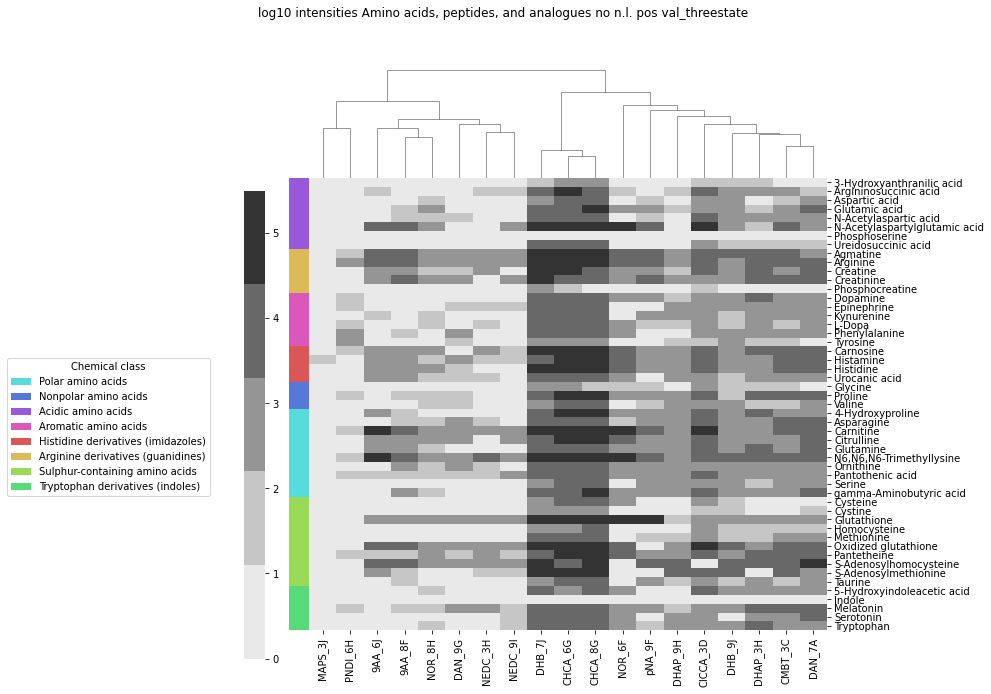 log10 intensities Amino acids, peptides, and analogues no n.l. pos val_threestate
5
4
3
2
1
0
Chemical class
Polar amino acids
Nonpolar amino acids
Acidic amino acids
Aromatic amino acids
Histidine derivatives (imidazoles)
Arginine derivatives (guanidines)
Sulphur-containing amino acids
Tryptophan derivatives (indoles)
3-Hydroxyanthranilic acid
Argininosuccinic acid
Aspartic acid
Glutamic acid
N-Acetylaspartic acid
N-Acetylaspartylglutamic acid
Phosphoserine
Ureidosuccinic acid
Agmatine
Arginine
Creatine
Creatinine
Phosphocreatine
Dopamine
Epinephrine
Kynurenine
L-Dopa
Phenylalanine
Tyrosine
Carnosine
Histamine
Histidine
Urocanic acid
Glycine
Proline
Valine
4-Hydroxyproline
Asparagine
Carnitine
Citrulline
Glutamine
N6,N6,N6-Trimethyllysine
Ornithine
Pantothenic acid
Serine
gamma-Aminobutyric acid
Cysteine
Cystine
Glutathione
Homocysteine
Methionine
Oxidized glutathione
Pantetheine
S-Adenosylhomocysteine
S-Adenosylmethionine
Taurine
5-Hydroxyindoleacetic acid
Indole
Melatonin
Serotonin
Tryptophan
MAPS_3J
PNDI_6H
9AA_6J
9AA_8F
NOR_8H
DAN_9G
NEDC_3H
NEDC_9I
DHB_7J
CHCA_6G
CHCA_8G
NOR_6F
pNA_9F
DHAP_9H
ClCCA_3D
DHB_9J
DHAP_3H
CMBT_3C
DAN_7A